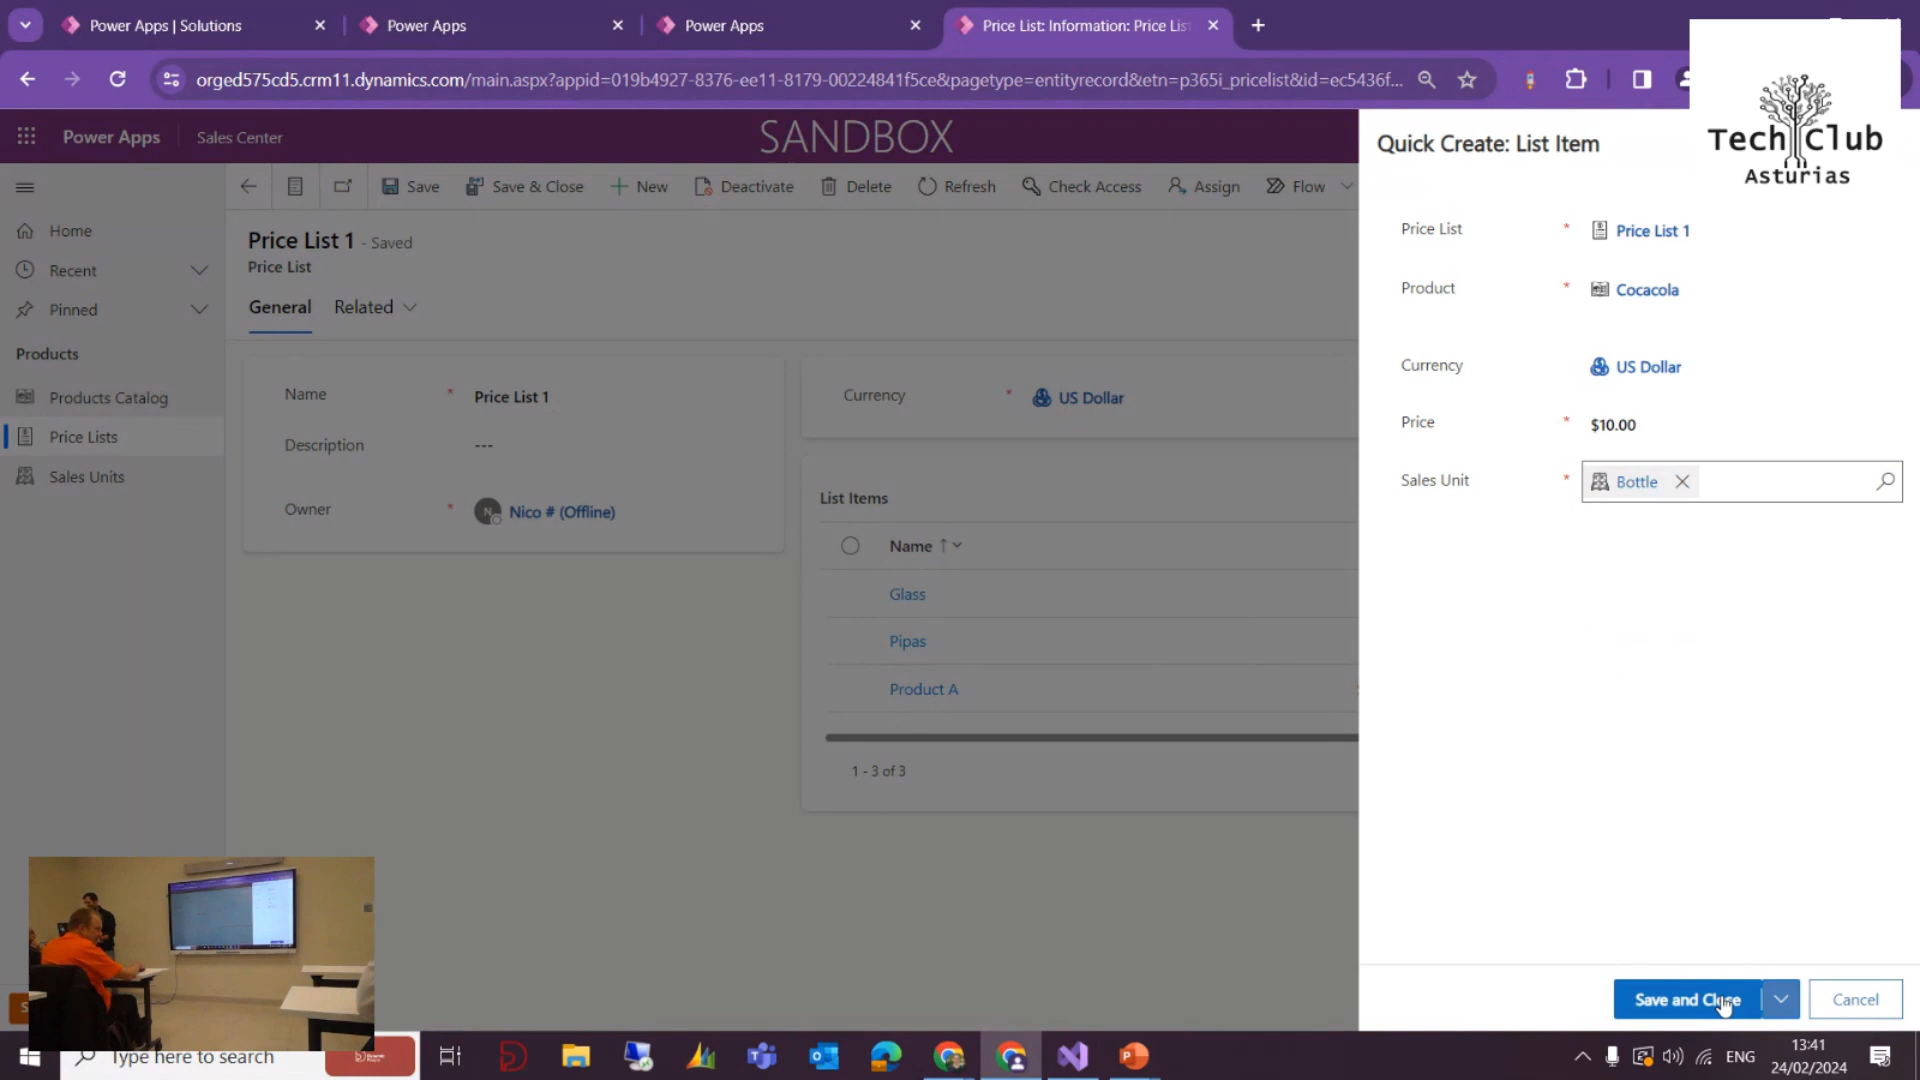 Power Apps | Solutions
Power Apps
Power Apps
Price List: Information: Price List
orged575cd5.crm11.dynamics.com/main.aspx?appid=019b4927-8376-ee11-8179-00224841f5ce&pagetype=entityrecord&etn=p365i_pricelist&id=ec5436f...
Tech Club
Asturias
Power Apps
Sales Center
SANDBOX
Quick Create: List Item
Save
Save & Close
New
Deactivate
Delete
Refresh
Check Access
Assign
Flow
Home
Recent
Pinned
Products
Products Catalog
Price Lists
Sales Units
Price List 1 - Saved
Price List
General
Related
Name * Price List 1
Description ---
Owner * N Nico # (Offline)
Currency * US Dollar
List Items
Name
Glass
Pipas
Product A
1 - 3 of 3
Price List * Price List 1
Product * Cocacola
Currency US Dollar
Price * $10.00
Sales Unit * Bottle
Save and Close
Cancel
Type here to search
ENG
13:41
24/02/2024